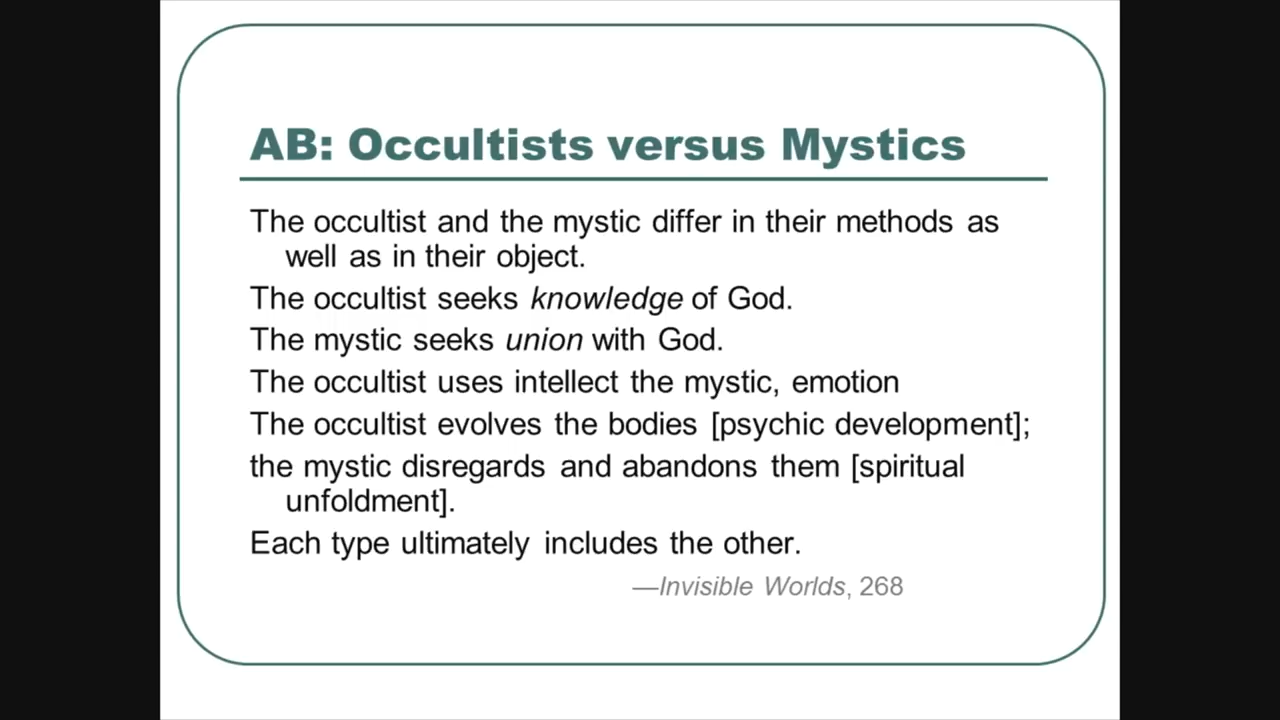 AB: Occultists versus Mystics
The occultist and the mystic differ in their methods as
well as in their object.
The occultist seeks knowledge of God.
The mystic seeks union with God.
The occultist uses intellect the mystic, emotion
The occultist evolves the bodies [psychic development];
the mystic disregards and abandons them [spiritual
unfoldment].
Each type ultimately includes the other.
—Invisible Worlds, 268